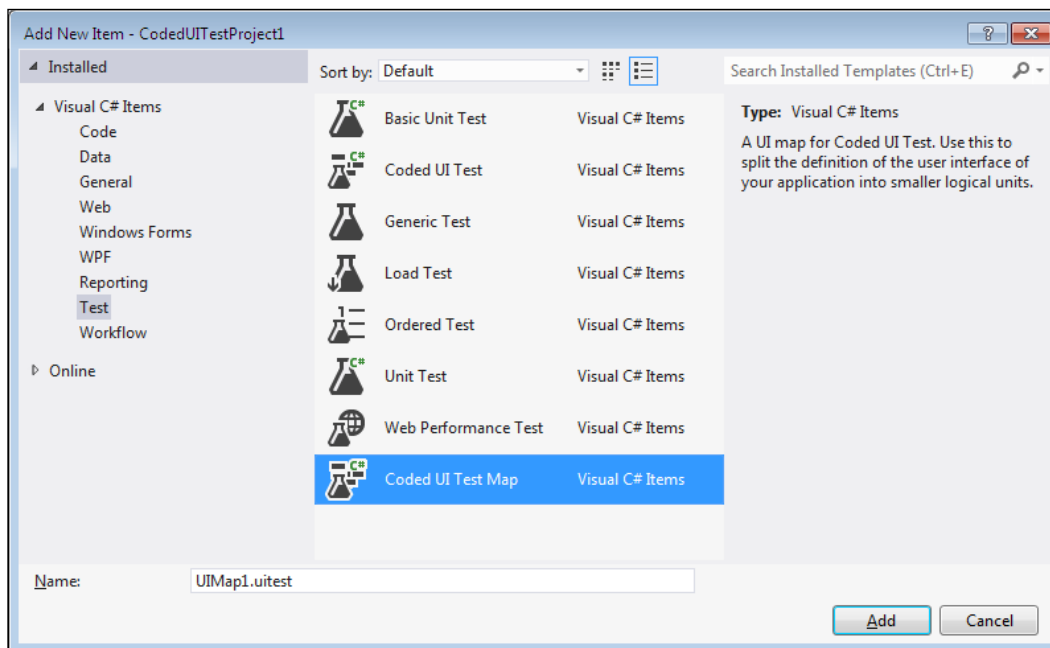 Add New Item - CodedUITestProject1
Installed
Sort by: Default
Search Installed Templates (Ctrl+E)
Visual C# Items
Code
Data
General
Web
Windows Forms
WPF
Reporting
Test
Workflow
Online
Basic Unit Test Visual C# Items
Coded UI Test Visual C# Items
Generic Test Visual C# Items
Load Test Visual C# Items
Ordered Test Visual C# Items
Unit Test Visual C# Items
Web Performance Test Visual C# Items
Coded UI Test Map Visual C# Items
Type: Visual C# Items
A UI map for Coded UI Test. Use this to
split the definition of the user interface of
your application into smaller logical units.
Name: UIMap1.uitest
Add Cancel